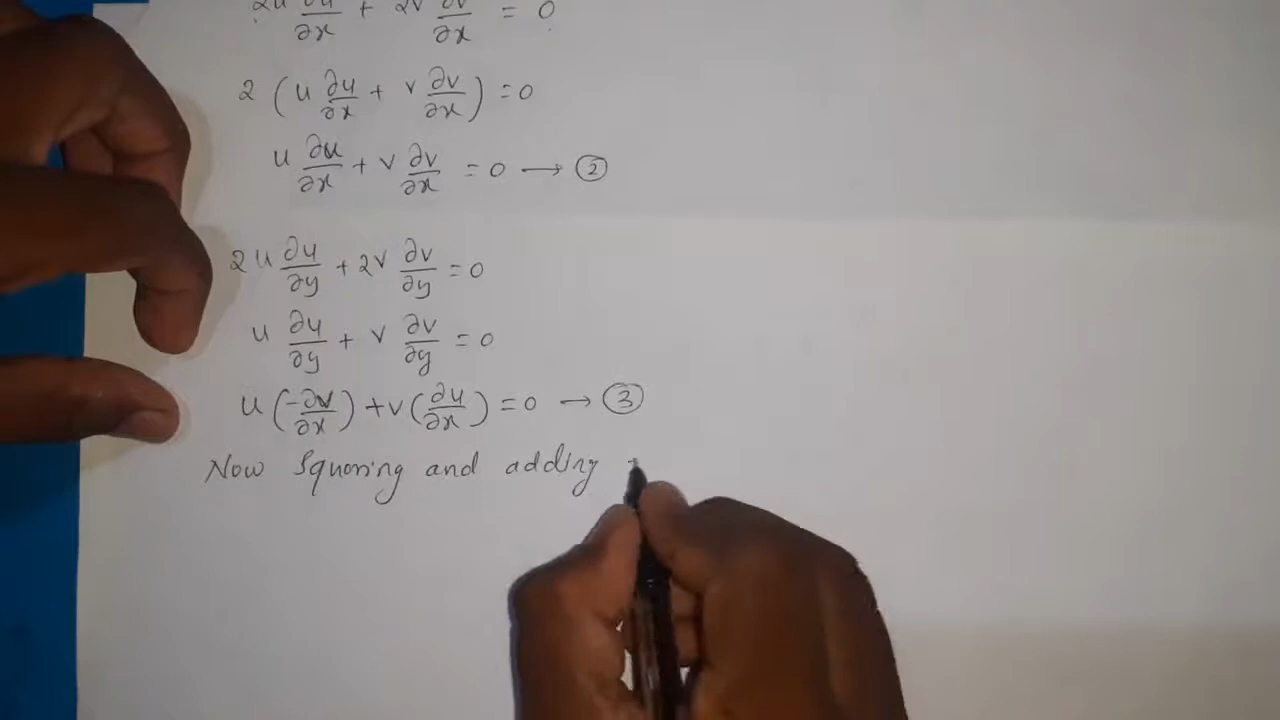 2u ∂u/∂x + 2v ∂v/∂x = 0
2 (u ∂u/∂x + v ∂v/∂x) = 0
u ∂u/∂x + v ∂v/∂x = 0 → ②
2u ∂u/∂y + 2v ∂v/∂y = 0
u ∂u/∂y + v ∂v/∂y = 0
u (-∂v/∂x) + v (∂u/∂x) = 0 → ③
Now Squaring and adding